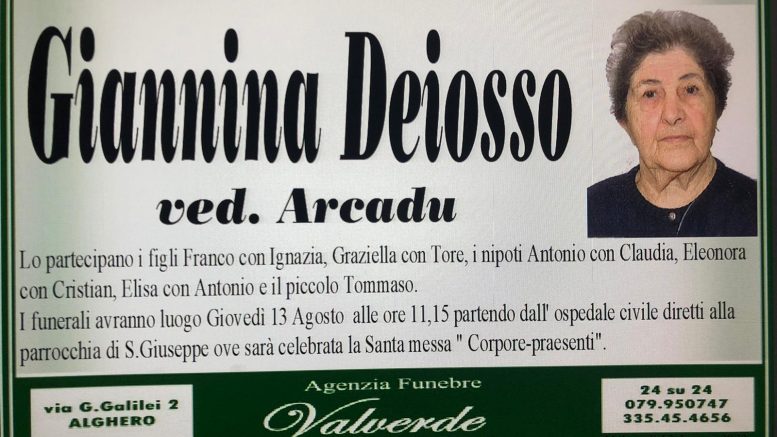 Giannina Deiosso
ved. Arcadu
Lo partecipano i figli Franco con Ignazia, Graziella con Tore, i nipoti Antonio con Claudia, Eleonora
con Cristian, Elisa con Antonio e il piccolo Tommaso.
I funerali avranno luogo Giovedi 13 Agosto alle ore 11,15 partendo dall' ospedale civile diretti alla
parrocchia di S.Giuseppe ove sarà celebrata la Santa messa " Corpore-praesenti".
Agenzia Funebre
Valverde
via G.Galilei 2
ALGHERO
24 su 24
079.950747
335.45.4656